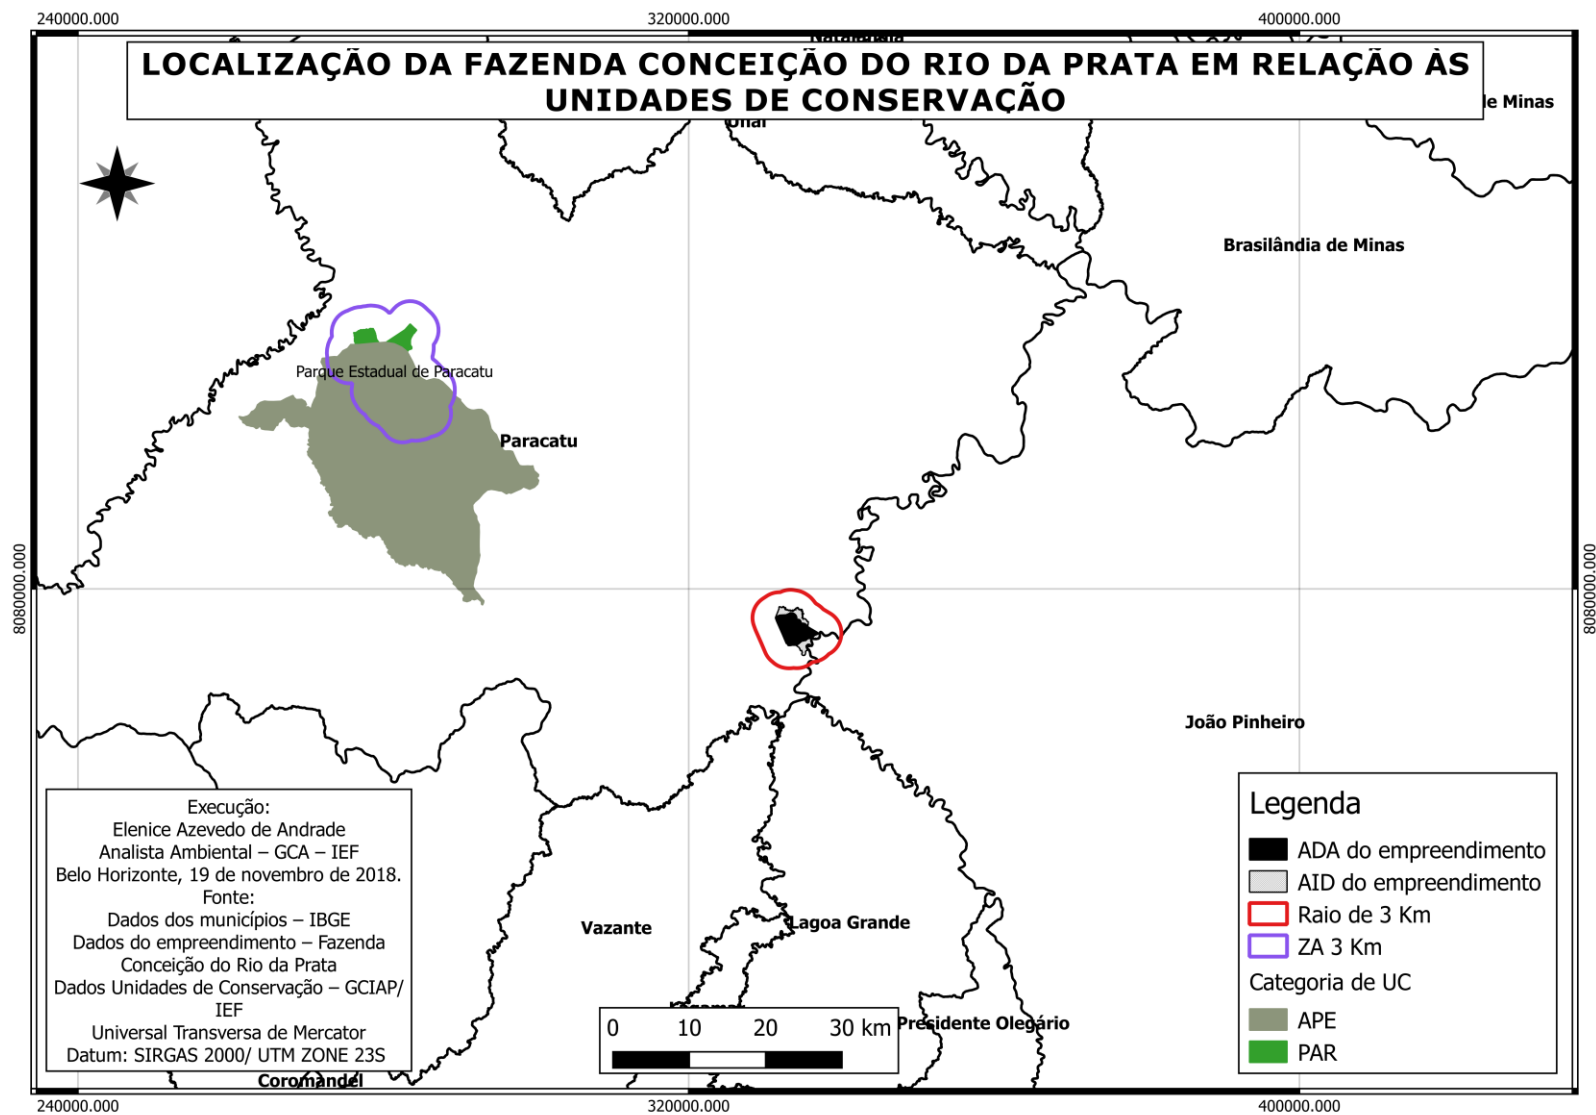 240000.000
320000.000
400000.000
LOCALIZAÇÃO DA FAZENDA CONCEIÇÃO DO RIO DA PRATA EM RELAÇÃO ÀS
UNIDADES DE CONSERVAÇÃO
de Minas
Unaí
Brasilândia de Minas
Parque Estadual de Paracatu
Paracatu
8080000.000
8080000.000
João Pinheiro
Vazante
Lagoa Grande
Presidente Olegário
Coromandel
Execução:
Elenice Azevedo de Andrade
Analista Ambiental – GCA – IEF
Belo Horizonte, 19 de novembro de 2018.
Fonte:
Dados dos municípios – IBGE
Dados do empreendimento – Fazenda
Conceição do Rio da Prata
Dados Unidades de Conservação – GCIAP/
IEF
Universal Transversa de Mercator
Datum: SIRGAS 2000/ UTM ZONE 23S
0 10 20 30 km
Legenda
ADA do empreendimento
AID do empreendimento
Raio de 3 Km
ZA 3 Km
Categoria de UC
APE
PAR
240000.000
320000.000
400000.000